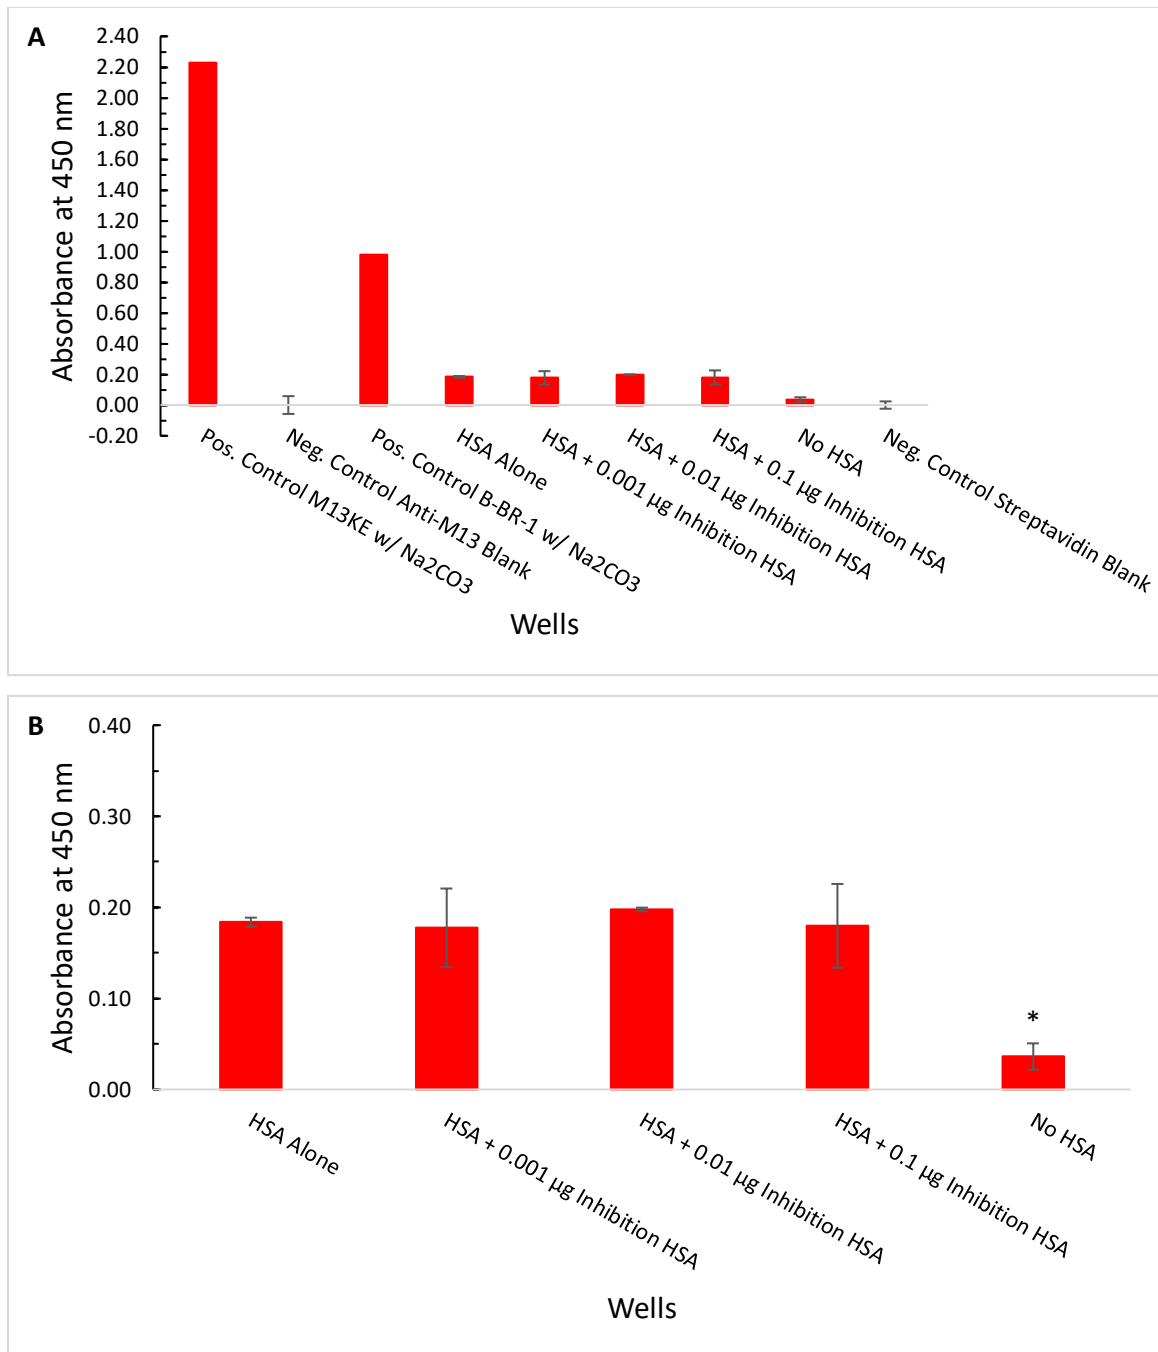 A
2.40
2.20
2.00
1.80
1.60
1.40
1.20
1.00
0.80
0.60
0.40
0.20
0.00
-0.20
Absorbance at 450 nm
Pos. Control M13KE w/ Na2CO3
Neg. Control Anti-M13 Blank
Pos. Control B-BR-1 w/ Na2CO3
HSA Alone
HSA + 0.001 µg Inhibition HSA
HSA + 0.01 µg Inhibition HSA
HSA + 0.1 µg Inhibition HSA
No HSA
Neg. Control Streptavidin Blank
Wells
B
0.40
0.30
0.20
0.10
0.00
Absorbance at 450 nm
*
HSA Alone
HSA + 0.001 µg Inhibition HSA
HSA + 0.01 µg Inhibition HSA
HSA + 0.1 µg Inhibition HSA
No HSA
Wells